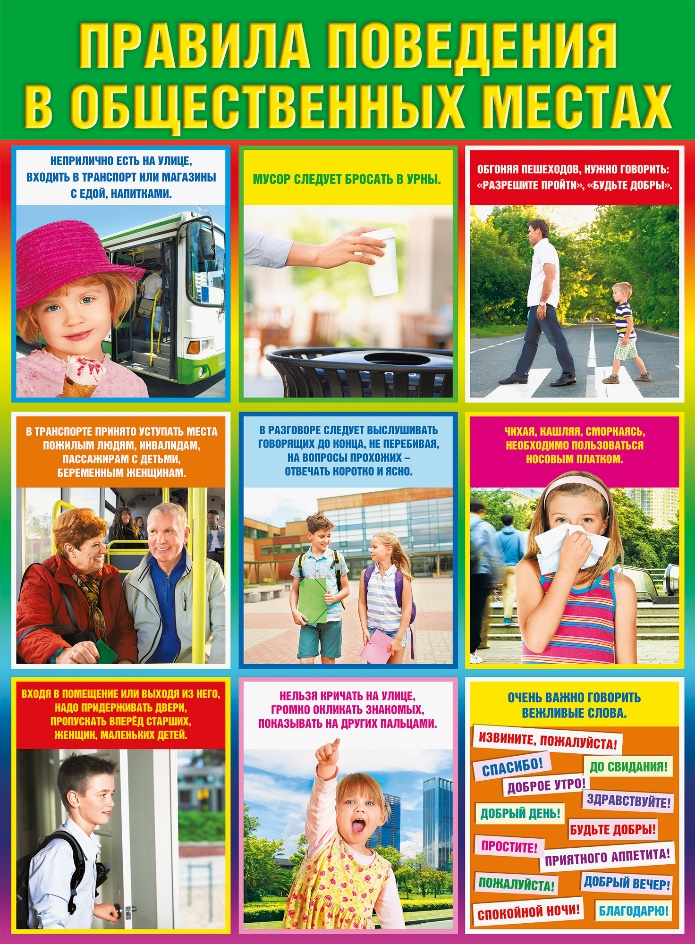 ПРАВИЛА ПОВЕДЕНИЯ
В ОБЩЕСТВЕННЫХ МЕСТАХ
НЕПРИЛИЧНО ЕСТЬ НА УЛИЦЕ,
ВХОДИТЬ В ТРАНСПОРТ ИЛИ МАГАЗИНЫ
С ЕДОЙ, НАПИТКАМИ.
МУСОР СЛЕДУЕТ БРОСАТЬ В УРНЫ.
ОБГОНЯЯ ПЕШЕХОДОВ, НУЖНО ГОВОРИТЬ:
«РАЗРЕШИТЕ ПРОЙТИ», «БУДЬТЕ ДОБРЫ».
В ТРАНСПОРТЕ ПРИНЯТО УСТУПАТЬ МЕСТА
ПОЖИЛЫМ ЛЮДЯМ, ИНВАЛИДАМ,
ПАССАЖИРАМ С ДЕТЬМИ,
БЕРЕМЕННЫМ ЖЕНЩИНАМ.
В РАЗГОВОРЕ СЛЕДУЕТ ВЫСЛУШИВАТЬ
ГОВОРЯЩИХ ДО КОНЦА, НЕ ПЕРЕБИВАЯ,
НА ВОПРОСЫ ПРОХОЖИХ –
ОТВЕЧАТЬ КОРОТКО И ЯСНО.
ЧИХАЯ, КАШЛЯЯ, СМОРКАЯСЬ,
НЕОБХОДИМО ПОЛЬЗОВАТЬСЯ
НОСОВЫМ ПЛАТКОМ.
ВХОДЯ В ПОМЕЩЕНИЕ ИЛИ ВЫХОДЯ ИЗ НЕГО,
НАДО ПРИДЕРЖИВАТЬ ДВЕРИ,
ПРОПУСКАТЬ ВПЕРЁД СТАРШИХ,
ЖЕНЩИН, МАЛЕНЬКИХ ДЕТЕЙ.
НЕЛЬЗЯ КРИЧАТЬ НА УЛИЦЕ,
ГРОМКО ОКЛИКАТЬ ЗНАКОМЫХ,
ПОКАЗЫВАТЬ НА ДРУГИХ ПАЛЬЦАМИ.
ОЧЕНЬ ВАЖНО ГОВОРИТЬ
ВЕЖЛИВЫЕ СЛОВА.
ИЗВИНИТЕ, ПОЖАЛУЙСТА!
СПАСИБО!
ДО СВИДАНИЯ!
ДОБРОЕ УТРО!
ЗДРАВСТВУЙТЕ!
ДОБРЫЙ ДЕНЬ!
БУДЬТЕ ДОБРЫ!
ПРОСТИТЕ!
ПРИЯТНОГО АППЕТИТА!
ПОЖАЛУЙСТА!
ДОБРЫЙ ВЕЧЕР!
СПОКОЙНОЙ НОЧИ!
БЛАГОДАРЮ!